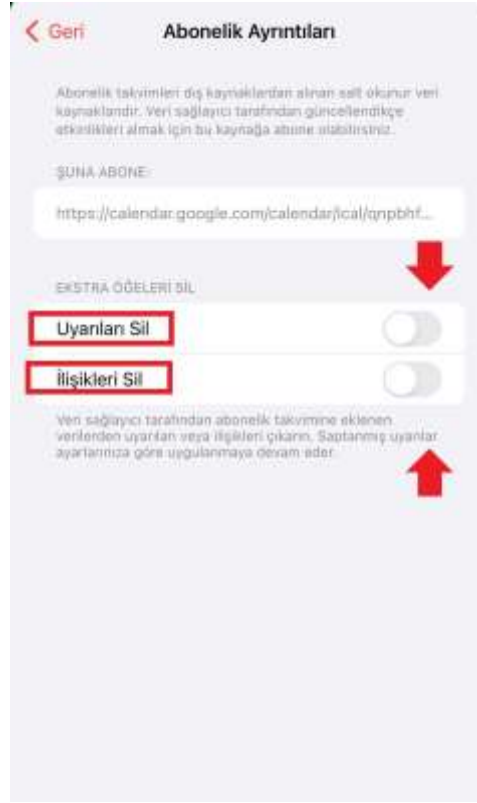 Geri
Abonelik Ayrıntıları
Abonelik takvimleri dış kaynaklardan alınan salt okunur veri
kaynaklarıdır. Veri sağlayıcı tarafından güncellendikçe
etkinlikleri almak için bu kaynağa abone olabilirsiniz.
ŞUNA ABONE:
https://calendar.google.com/calendar/ical/qnpbhf...
EKSTRA ÖĞELERİ SİL
Uyarıları Sil
İlişikleri Sil
Veri sağlayıcı tarafından abonelik takvimine eklenen
verilerden uyarıları veya ilişikleri çıkarın. Saptanmış uyarılar
ayarlarınıza göre uygulanmaya devam eder.